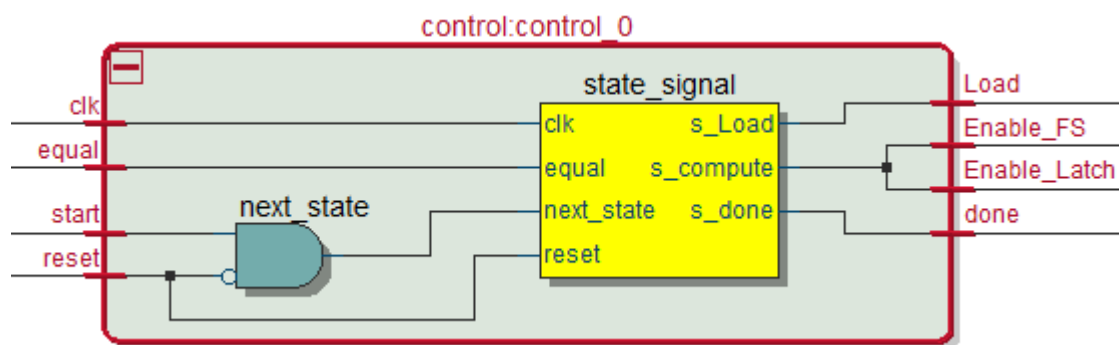 control:control_0
state_signal
clk
equal
start
reset
next_state
clk
equal
next_state
reset
s_Load
s_compute
s_done
Load
Enable_FS
Enable_Latch
done